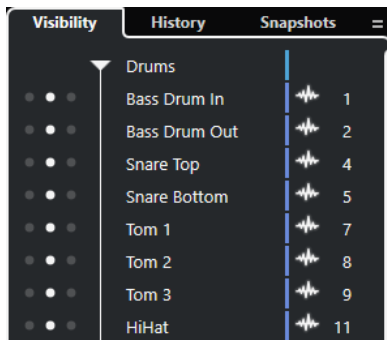 Visibility History Snapshots
Drums
Bass Drum In 1
Bass Drum Out 2
Snare Top 4
Snare Bottom 5
Tom 1 7
Tom 2 8
Tom 3 9
HiHat 11